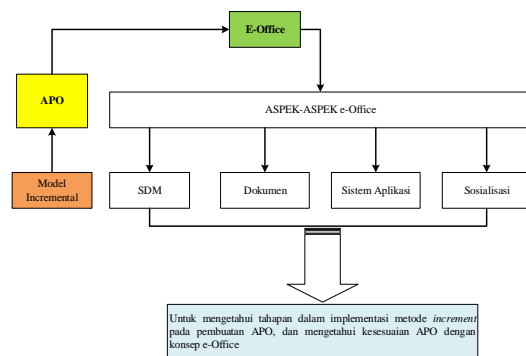 E-Office
APO
ASPEK-ASPEK e-Office
Model
Incremental
SDM
Dokumen
Sistem Aplikasi
Sosialisasi
Untuk mengetahui tahapan dalam implementasi metode increment
pada pembuatan APO, dan mengetahui kesesuaian APO dengan
konsep e-Office